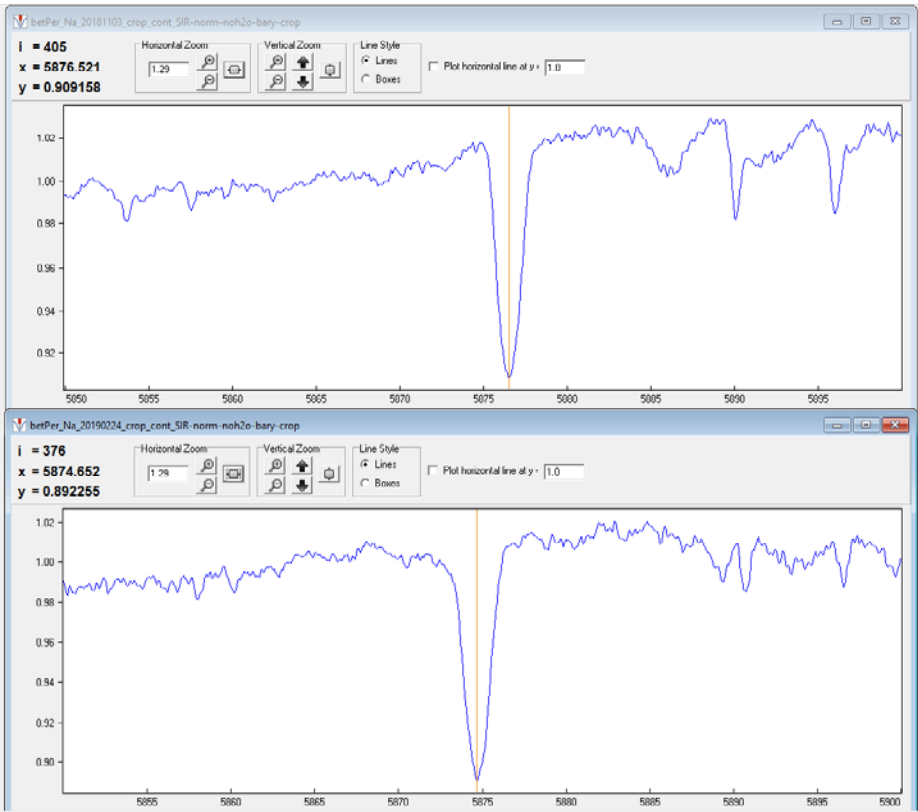 betPer_Na_20181103_crop_cont_SIR-norm-noh2o-bary-crop
i = 405
x = 5876.521
y = 0.909158
Horizontal Zoom
1.29
Vertical Zoom
Line Style
Lines
Boxes
Plot horizontal line at y = 1.0
1.02
1.00
0.98
0.96
0.94
0.92
5850 5855 5860 5865 5870 5875 5880 5885 5890 5895
betPer_Na_20190224_crop_cont_SIR-norm-noh2o-bary-crop
i = 376
x = 5874.652
y = 0.892255
Horizontal Zoom
1.29
Vertical Zoom
Line Style
Lines
Boxes
Plot horizontal line at y = 1.0
1.02
1.00
0.98
0.96
0.94
0.92
0.90
5855 5860 5865 5870 5875 5880 5885 5890 5895 5900